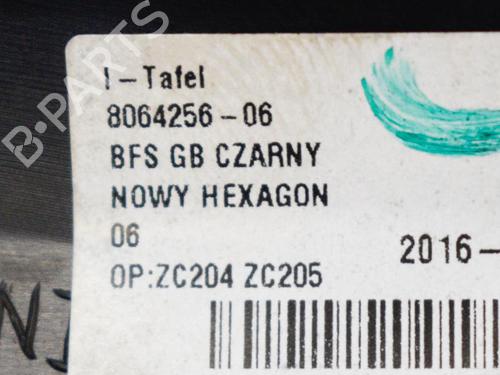 I-Tafel
8064256-06
BFS GB CZARNY
NOWY HEXAGON
06
2016-
OP:ZC204 ZC205
B-PARTS